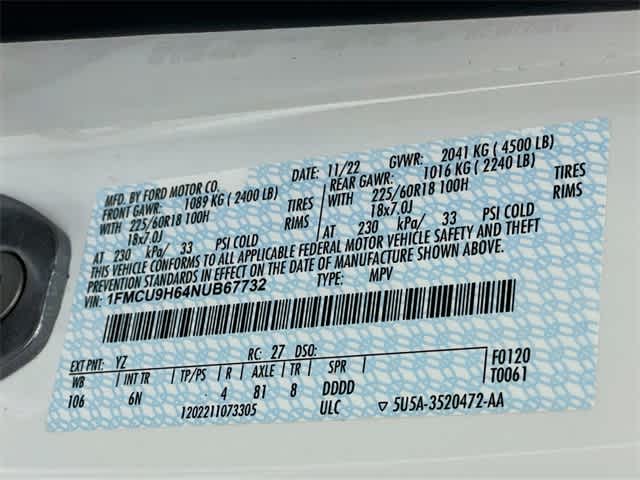 MFD. BY FORD MOTOR CO. DATE: 11/22 GVWR: 2041 KG ( 4500 LB)
FRONT GAWR: 1089 KG ( 2400 LB) REAR GAWR: 1016 KG ( 2240 LB)
WITH 225/60R18 100H TIRES WITH 225/60R18 100H TIRES
18x7.0J RIMS 18x7.0J RIMS
AT 230 kPa/ 33 PSI COLD AT 230 kPa/ 33 PSI COLD
THIS VEHICLE CONFORMS TO ALL APPLICABLE FEDERAL MOTOR VEHICLE SAFETY AND THEFT
PREVENTION STANDARDS IN EFFECT ON THE DATE OF MANUFACTURE SHOWN ABOVE.
VIN: 1FMCU9H64NUB67732 TYPE: MPV
EXT PNT: YZ RC: 27 DSO:
WB INT TR TP/PS R AXLE TR SPR F0120
106 6N 4 81 8 DDDD T0061
1202211073305 ULC ▽ 5U5A-3520472-AA